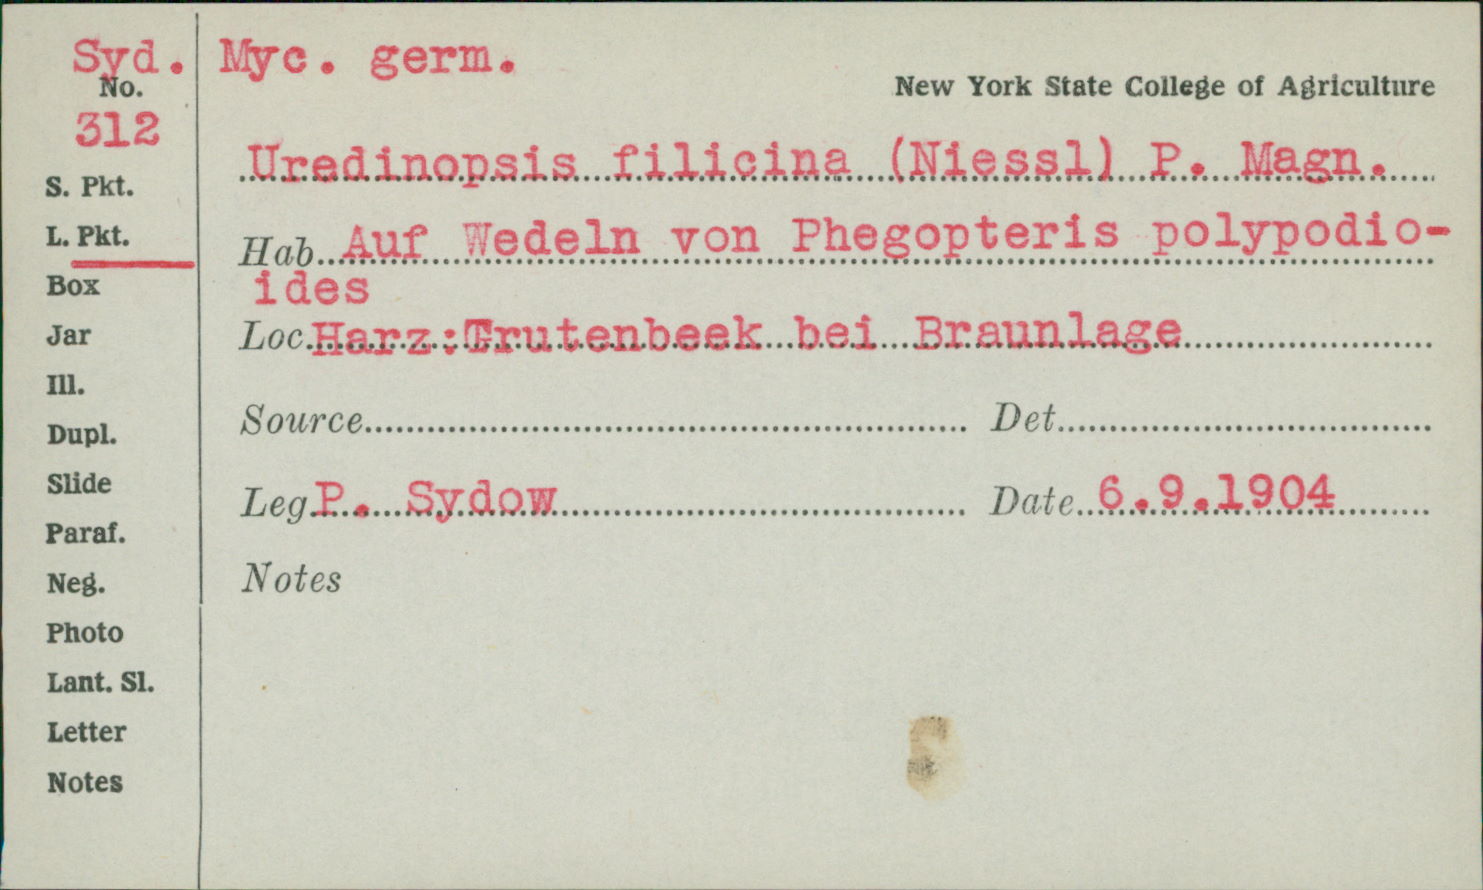 Syd. Myc. germ.
No.
New York State College of Agriculture
312
Uredinopsis filicina (Niessl) P. Magn.
S. Pkt.
L. Pkt.
Hab. Auf Wedeln von Phegopteris polypodio-
ides
Box
Jar
Loc. Harz:Trutenbeek bei Braunlage
Ill.
Dupl.
Source
Det.
Slide
Leg. P. Sydow
Date 6.9.1904
Paraf.
Neg.
Notes
Photo
Lant. Sl.
Letter
Notes